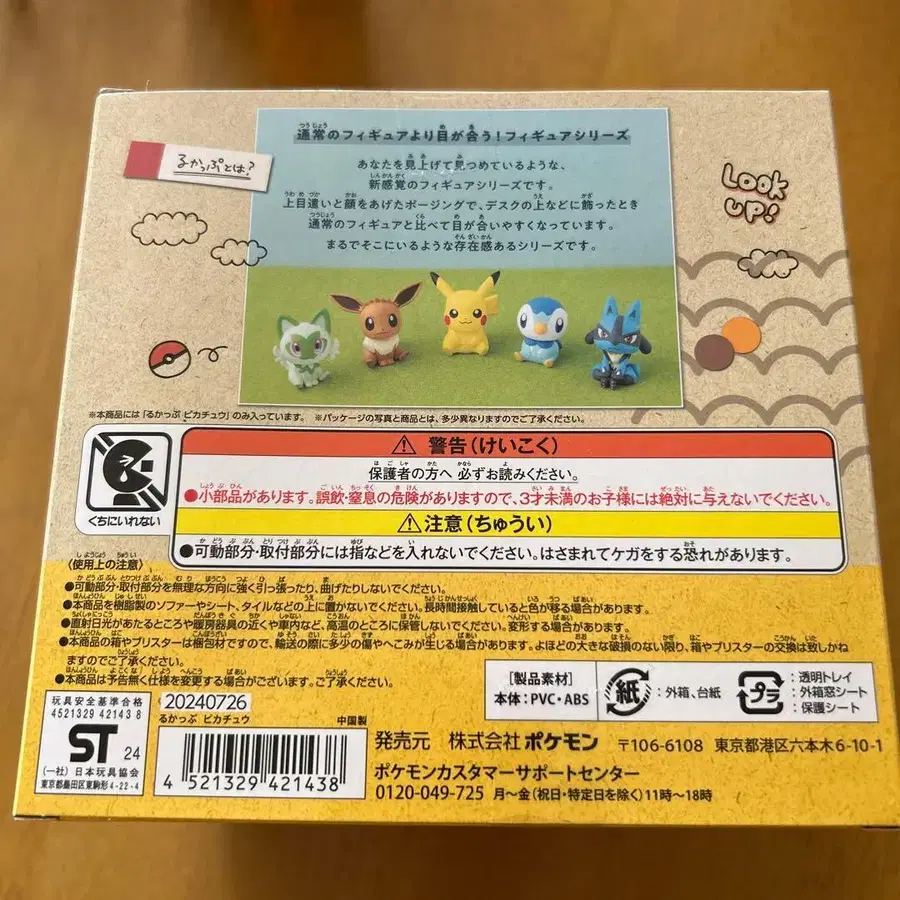 るかっぷとは?
通常のフィギュアより目が合う!フィギュアシリーズ
あなたを見上げて見つめているような、
新感覚のフィギュアシリーズです。
上目遣いと顔をあげたポージングで、デスクの上などに飾ったとき
通常のフィギュアと比べて目が合いやすくなっています。
まるでそこにいるような存在感あるシリーズです。
Look
up!
※本商品には「るかっぷ ピカチュウ」のみ入っています。 ※パッケージの写真と商品とは、多少異なりますのでご了承ください。
くちにいれない
警告(けいこく)
保護者の方へ 必ずお読みください。
●小部品があります。誤飲・窒息の危険がありますので、3才未満のお子様には絶対に与えないでください。
注意(ちゅうい)
●可動部分・取付部分には指などを入れないでください。はさまれてケガをする恐れがあります。
〈使用上の注意〉
●可動部分・取付部分を無理な方向に強く引っ張ったり、曲げたりしないでください。
●本商品を樹脂製のソファーやシート、タイルなどの上に置かないでください。長時間接触していると色が移る場合があります。
●直射日光があたるところや暖房器具の近くや車内など、高温のところに保管しないでください。変形する場合があります。
●本商品の箱やブリスターは梱包材ですので、輸送の際に多少の傷やへこみが生じる場合があります。よほどの大きな破損のない限り、箱やブリスターの交換は致しかね
ますのでご了承ください。
●本商品は予告無く仕様を変更する場合がございます。ご了承ください。
[製品素材]
本体:PVC・ABS
紙
:外箱、台紙
プラ
:透明トレイ
:外箱窓シート
:保護シート
玩具安全基準合格
4521329 42143 8
ST 24
(一社)日本玩具協会
東京都墨田区東駒形4-22-4
20240726
るかっぷ ピカチュウ 中国製
4 521329 421438
発売元 株式会社ポケモン 〒106-6108 東京都港区六本木6-10-1
ポケモンカスタマーサポートセンター
0120-049-725 月～金(祝日・特定日を除く)11時～18時